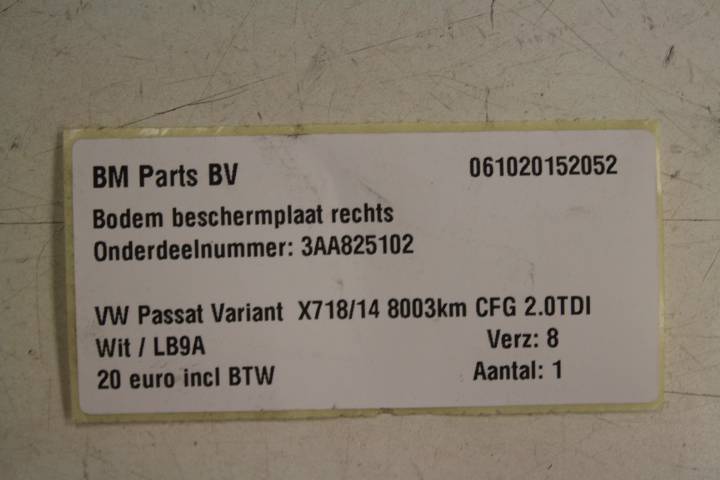 BM Parts BV 061020152052
Bodem beschermplaat rechts
Onderdeelnummer: 3AA825102
VW Passat Variant X718/14 8003km CFG 2.0TDI
Wit / LB9A Verz: 8
20 euro incl BTW Aantal: 1